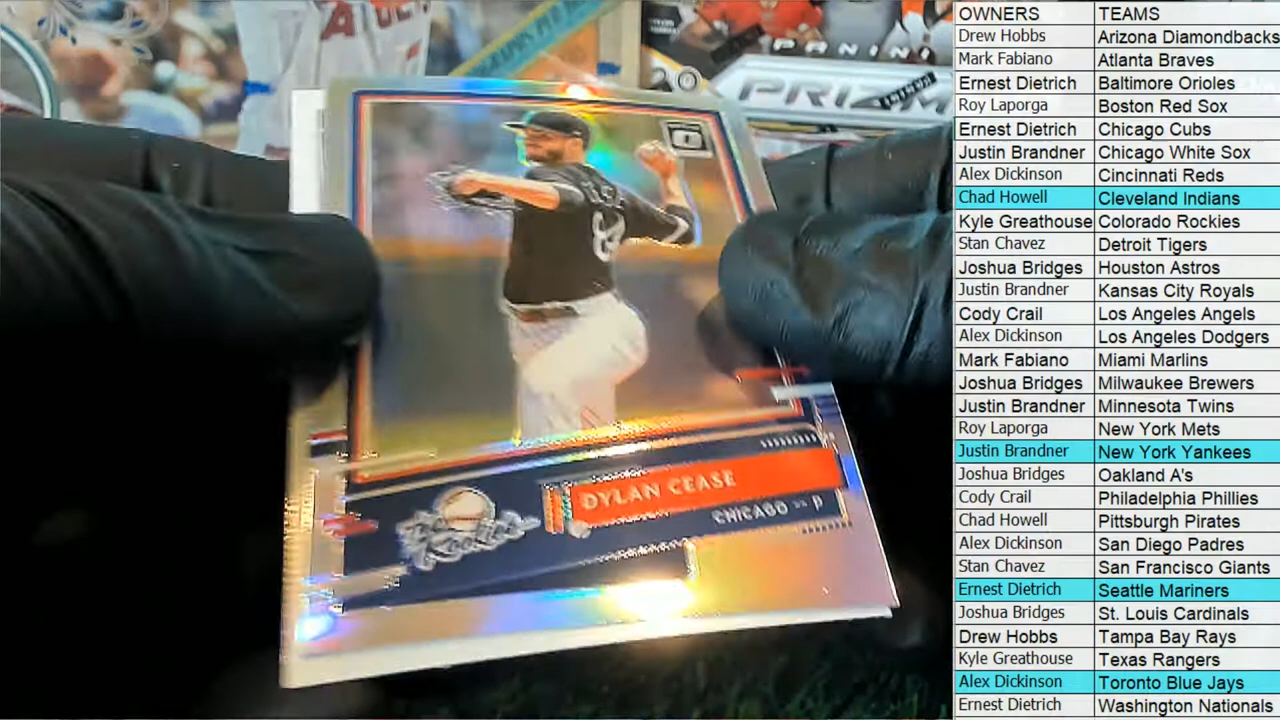 PANINI
PRIZM
84
The Rookies
DYLAN CEASE
CHICAGO - P
OWNERS TEAMS
Drew Hobbs Arizona Diamondbacks
Mark Fabiano Atlanta Braves
Ernest Dietrich Baltimore Orioles
Roy Laporga Boston Red Sox
Ernest Dietrich Chicago Cubs
Justin Brandner Chicago White Sox
Alex Dickinson Cincinnati Reds
Chad Howell Cleveland Indians
Kyle Greathouse Colorado Rockies
Stan Chavez Detroit Tigers
Joshua Bridges Houston Astros
Justin Brandner Kansas City Royals
Cody Crail Los Angeles Angels
Alex Dickinson Los Angeles Dodgers
Mark Fabiano Miami Marlins
Joshua Bridges Milwaukee Brewers
Justin Brandner Minnesota Twins
Roy Laporga New York Mets
Justin Brandner New York Yankees
Joshua Bridges Oakland A's
Cody Crail Philadelphia Phillies
Chad Howell Pittsburgh Pirates
Alex Dickinson San Diego Padres
Stan Chavez San Francisco Giants
Ernest Dietrich Seattle Mariners
Joshua Bridges St. Louis Cardinals
Drew Hobbs Tampa Bay Rays
Kyle Greathouse Texas Rangers
Alex Dickinson Toronto Blue Jays
Ernest Dietrich Washington Nationals